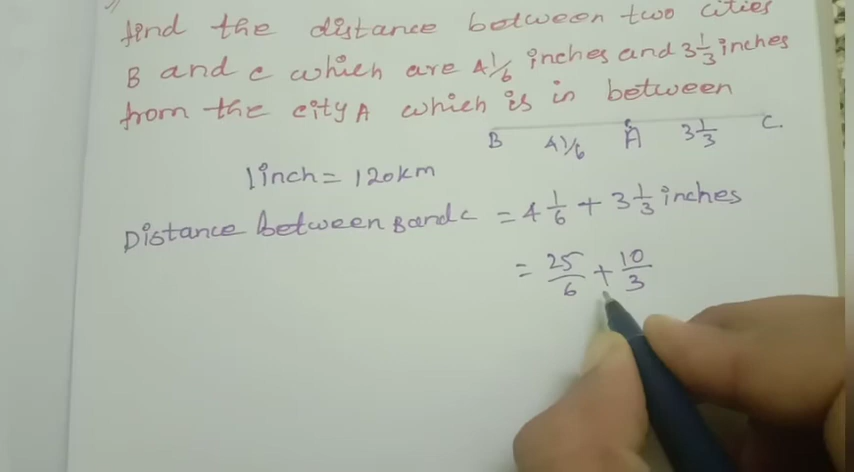 find the distance between two cities
B and c which are 4 1/6 inches and 3 1/3 inches
from the city A which is in between
B 4 1/6 A 3 1/3 C.
1 inch = 120km
Distance between B and c = 4 1/6 + 3 1/3 inches
= 25/6 + 10/3